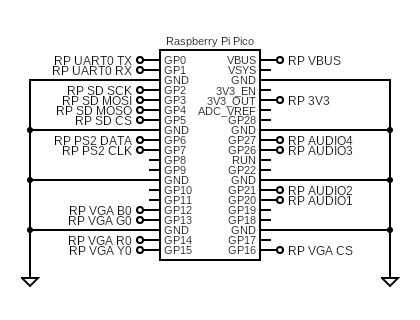 Raspberry Pi Pico
RP UART0 TX GP0 VBUS RP VBUS
RP UART0 RX GP1 VSYS
GND GND
RP SD SCK GP2 3V3_EN
RP SD MOSI GP3 3V3_OUT RP 3V3
RP SD MOSO GP4 ADC_VREF
RP SD CS GP5 GP28
GND GND
RP PS2 DATA GP6 GP27 RP AUDIO4
RP PS2 CLK GP7 GP26 RP AUDIO3
GP8 RUN
GP9 GP22
GND GND
GP10 GP21 RP AUDIO2
GP11 GP20 RP AUDIO1
RP VGA B0 GP12 GP19
RP VGA G0 GP13 GP18
GND GND
RP VGA R0 GP14 GP17
RP VGA Y0 GP15 GP16 RP VGA CS